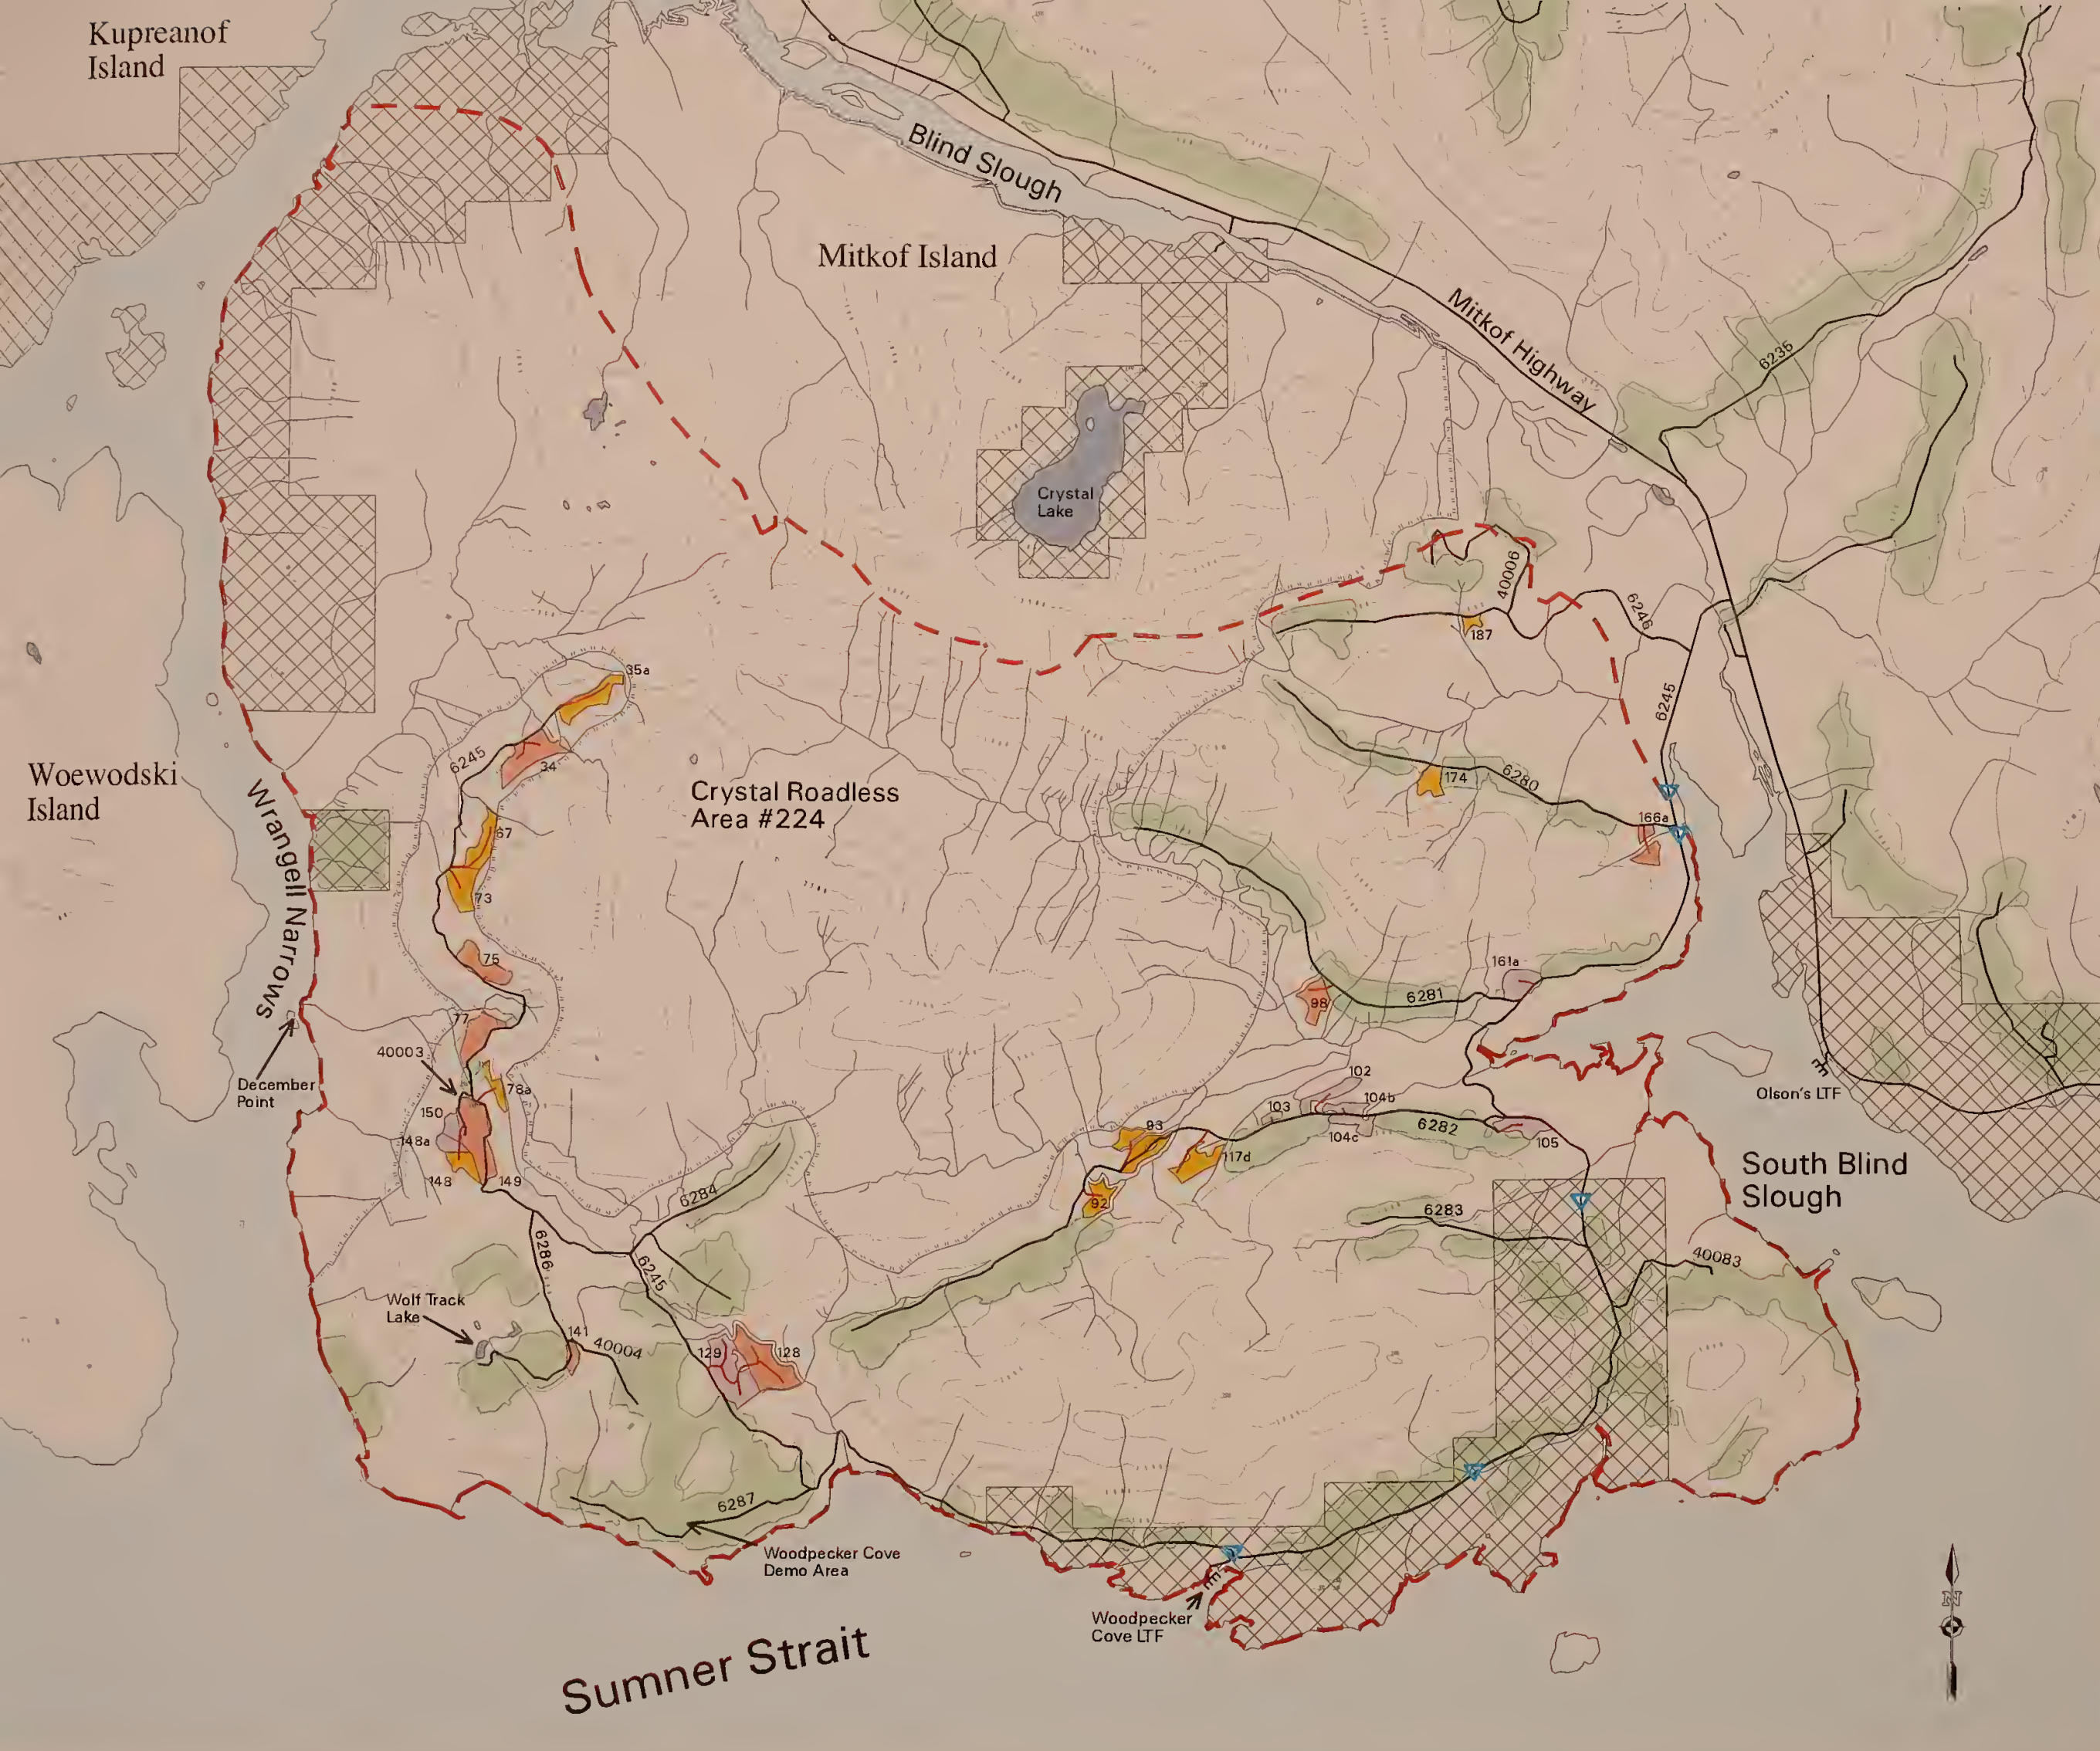 Kupreanof
Island
Blind Slough
Mitkof Island
Mitkof Highway
6235
Crystal
Lake
40006
6246
187
35a
6245
6245
34
Woewodski
Island
Crystal Roadless
Area #224
174
6280
166a
67
Wrangell Narrows
73
75
161a
98
6281
77
40003
December
Point
78a
102
Olson's LTF
150
103
104b
93
6282
148a
104c
105
117d
South Blind
Slough
148
149
6284
92
6283
6286
6245
40083
Wolf Track
Lake
141
40004
129
128
6287
Woodpecker Cove
Demo Area
Woodpecker
Cove LTF
N
Sumner Strait